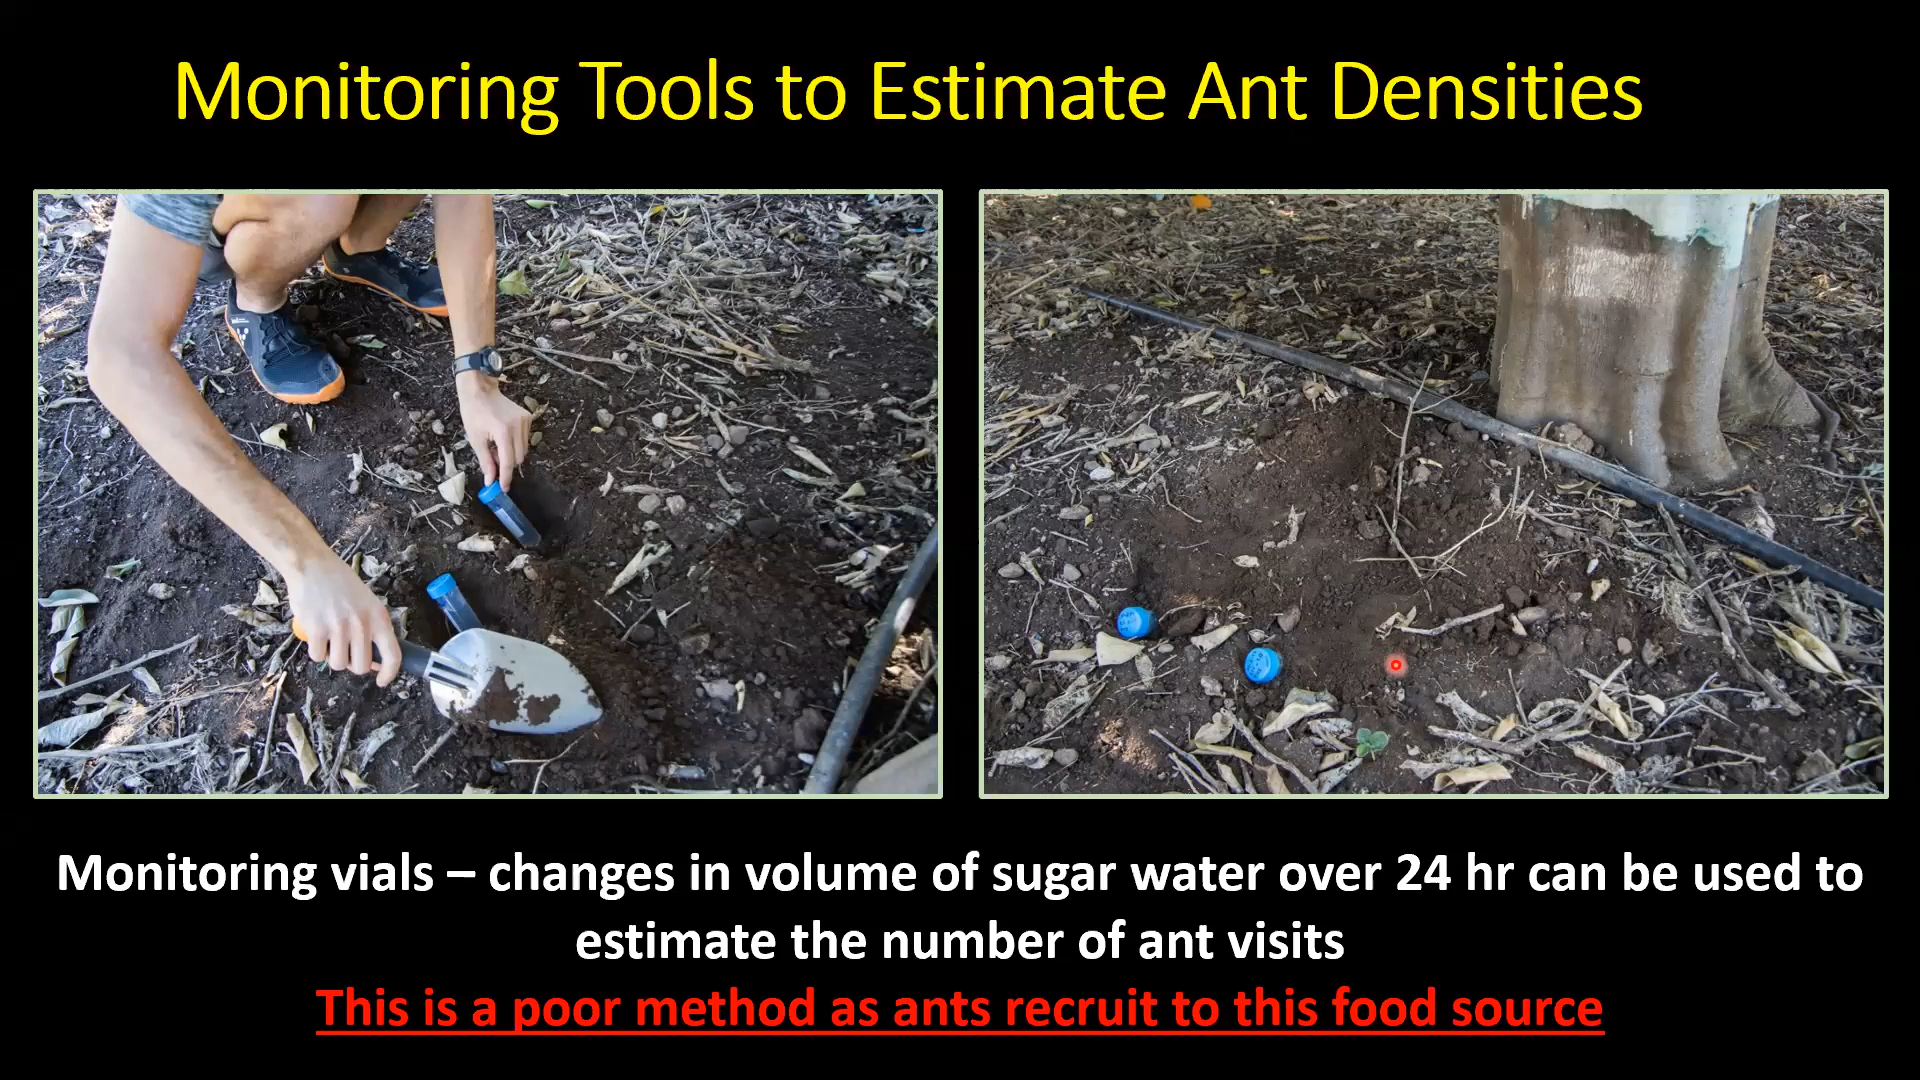 Monitoring Tools to Estimate Ant Densities
Monitoring vials – changes in volume of sugar water over 24 hr can be used to
estimate the number of ant visits
This is a poor method as ants recruit to this food source